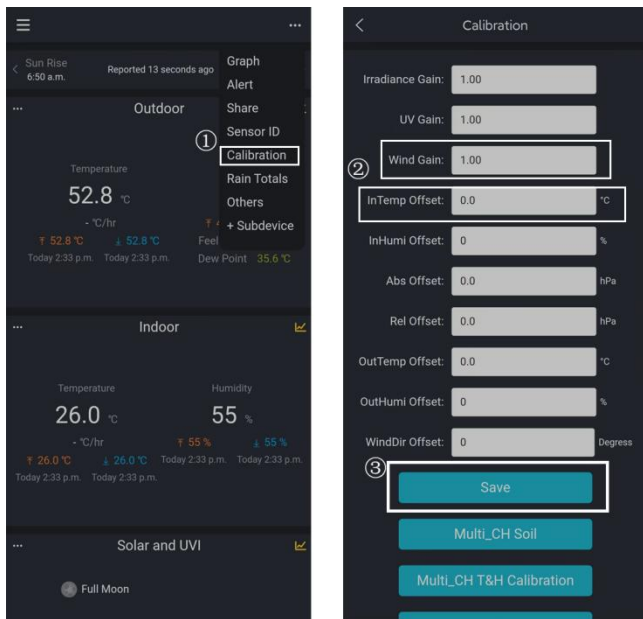 Sun Rise
6:50 a.m.
Reported 13 seconds ago
Graph
Alert
Share
Sensor ID
Calibration
Rain Totals
Others
+ Subdevice
Outdoor
①
Temperature
52.8 ℃
- ℃/hr
52.8 ℃ 52.8 ℃
Feel
Today 2:33 p.m. Today 2:33 p.m.
Dew Point 35.6 ℃
Indoor
Temperature Humidity
26.0 ℃ 55 %
- ℃/hr 55 % 55 %
26.0 ℃ 26.0 ℃ Today 2:33 p.m. Today 2:33 p.m.
Today 2:33 p.m. Today 2:33 p.m.
Solar and UVI
Full Moon
Calibration
Irradiance Gain: 1.00
UV Gain: 1.00
②
Wind Gain: 1.00
InTemp Offset: 0.0 ℃
InHumi Offset: 0 %
Abs Offset: 0.0 hPa
Rel Offset: 0.0 hPa
OutTemp Offset: 0.0 ℃
OutHumi Offset: 0 %
WindDir Offset: 0 Degress
③
Save
Multi_CH Soil
Multi_CH T&H Calibration